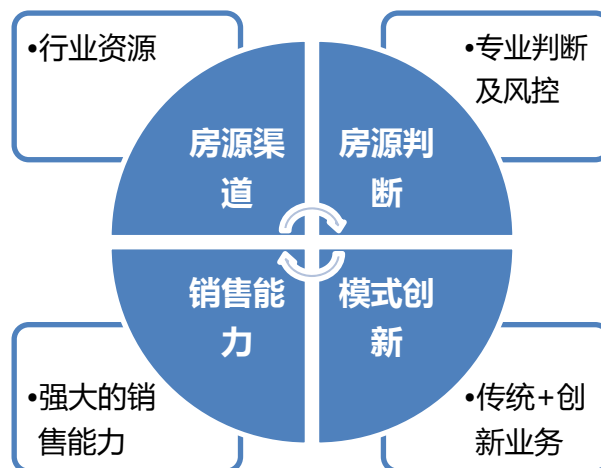 •行业资源
•专业判断
及风控
房源渠
道
房源判
断
销售能
力
模式创
新
•强大的销
售能力
•传统+创
新业务